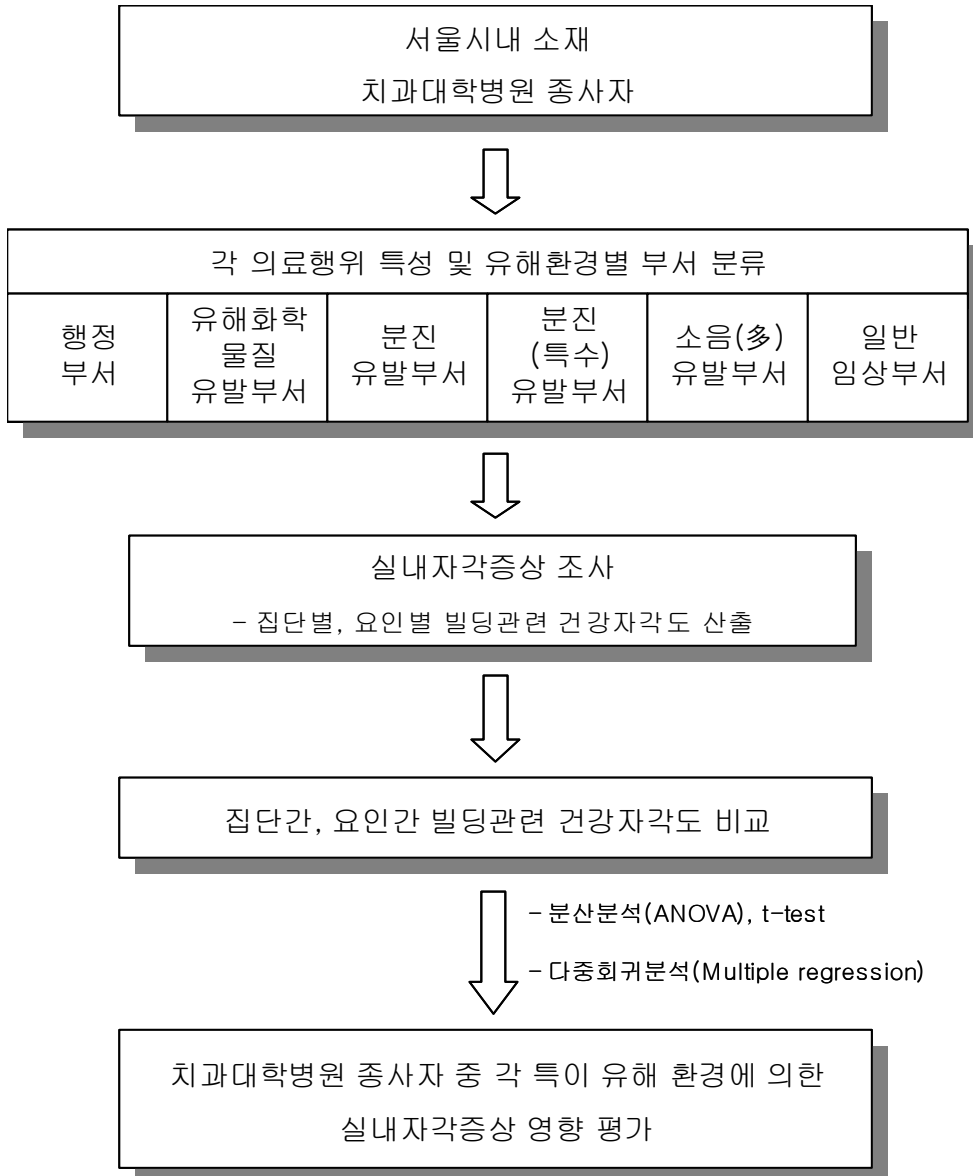 서울시내 소재
치과대학병원 종사자
각 의료행위 특성 및 유해환경별 부서 분류
행정
부서
유해화학
물질
유발부서
분진
유발부서
분진
(특수)
유발부서
소음(多)
유발부서
일반
임상부서
실내자각증상 조사
- 집단별, 요인별 빌딩관련 건강자각도 산출
집단간, 요인간 빌딩관련 건강자각도 비교
- 분산분석(ANOVA), t-test
- 다중회귀분석(Multiple regression)
치과대학병원 종사자 중 각 특이 유해 환경에 의한
실내자각증상 영향 평가